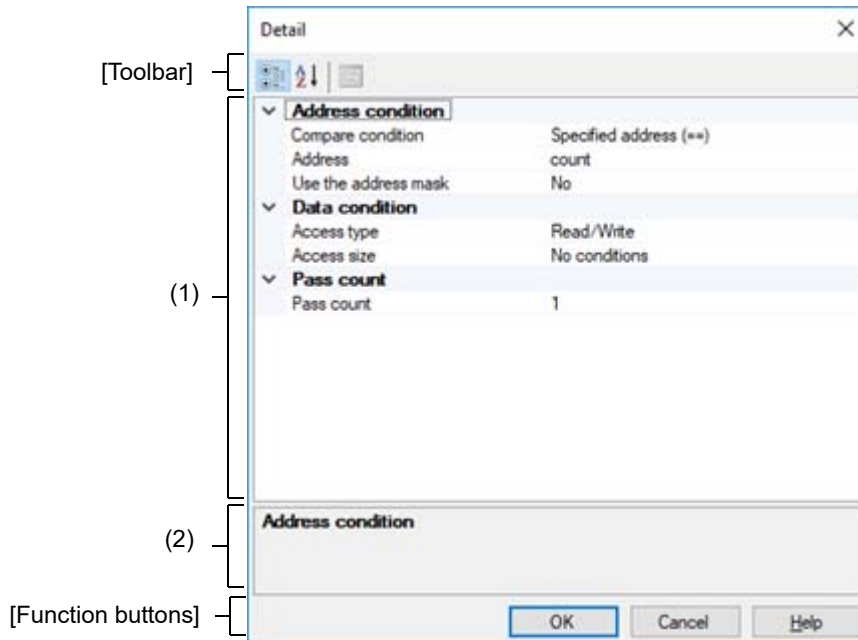 Detail
[Toolbar]
Address condition
Compare condition Specified address (==)
Address count
Use the address mask No
Data condition
Access type Read/Write
Access size No conditions
(1)
Pass count
Pass count 1
(2)
Address condition
[Function buttons]
OK Cancel Help